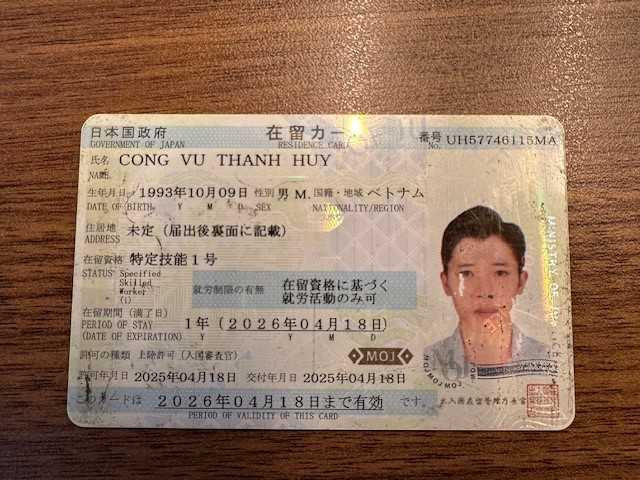 日本国政府 在留カード 番号 UH57746115MA
GOVERNMENT OF JAPAN RESIDENCE CARD No.
氏名 CONG VU THANH HUY
NAME
生年月日 1993年10月09日 性別 男 M. 国籍・地域 ベトナム
DATE OF BIRTH Y M D SEX NATIONALITY/REGION
住居地 未定（届出後裏面に記載）
ADDRESS
在留資格 特定技能1号
STATUS Specified
Skilled
Worker
(i)
就労制限の有無 在留資格に基づく
就労活動のみ可
在留期間（満了日）
PERIOD OF STAY 1年（2026年04月18日）
(DATE OF EXPIRATION) Y Y M D
MOJ
許可の種類 上陸許可（入国審査官）
許可年月日 2025年04月18日 交付年月日 2025年04月18日
このカードは 2026年04月18日まで有効 です。
PERIOD OF VALIDITY OF THIS CARD
MINISTRY OF
MOJ MOJ MOJ